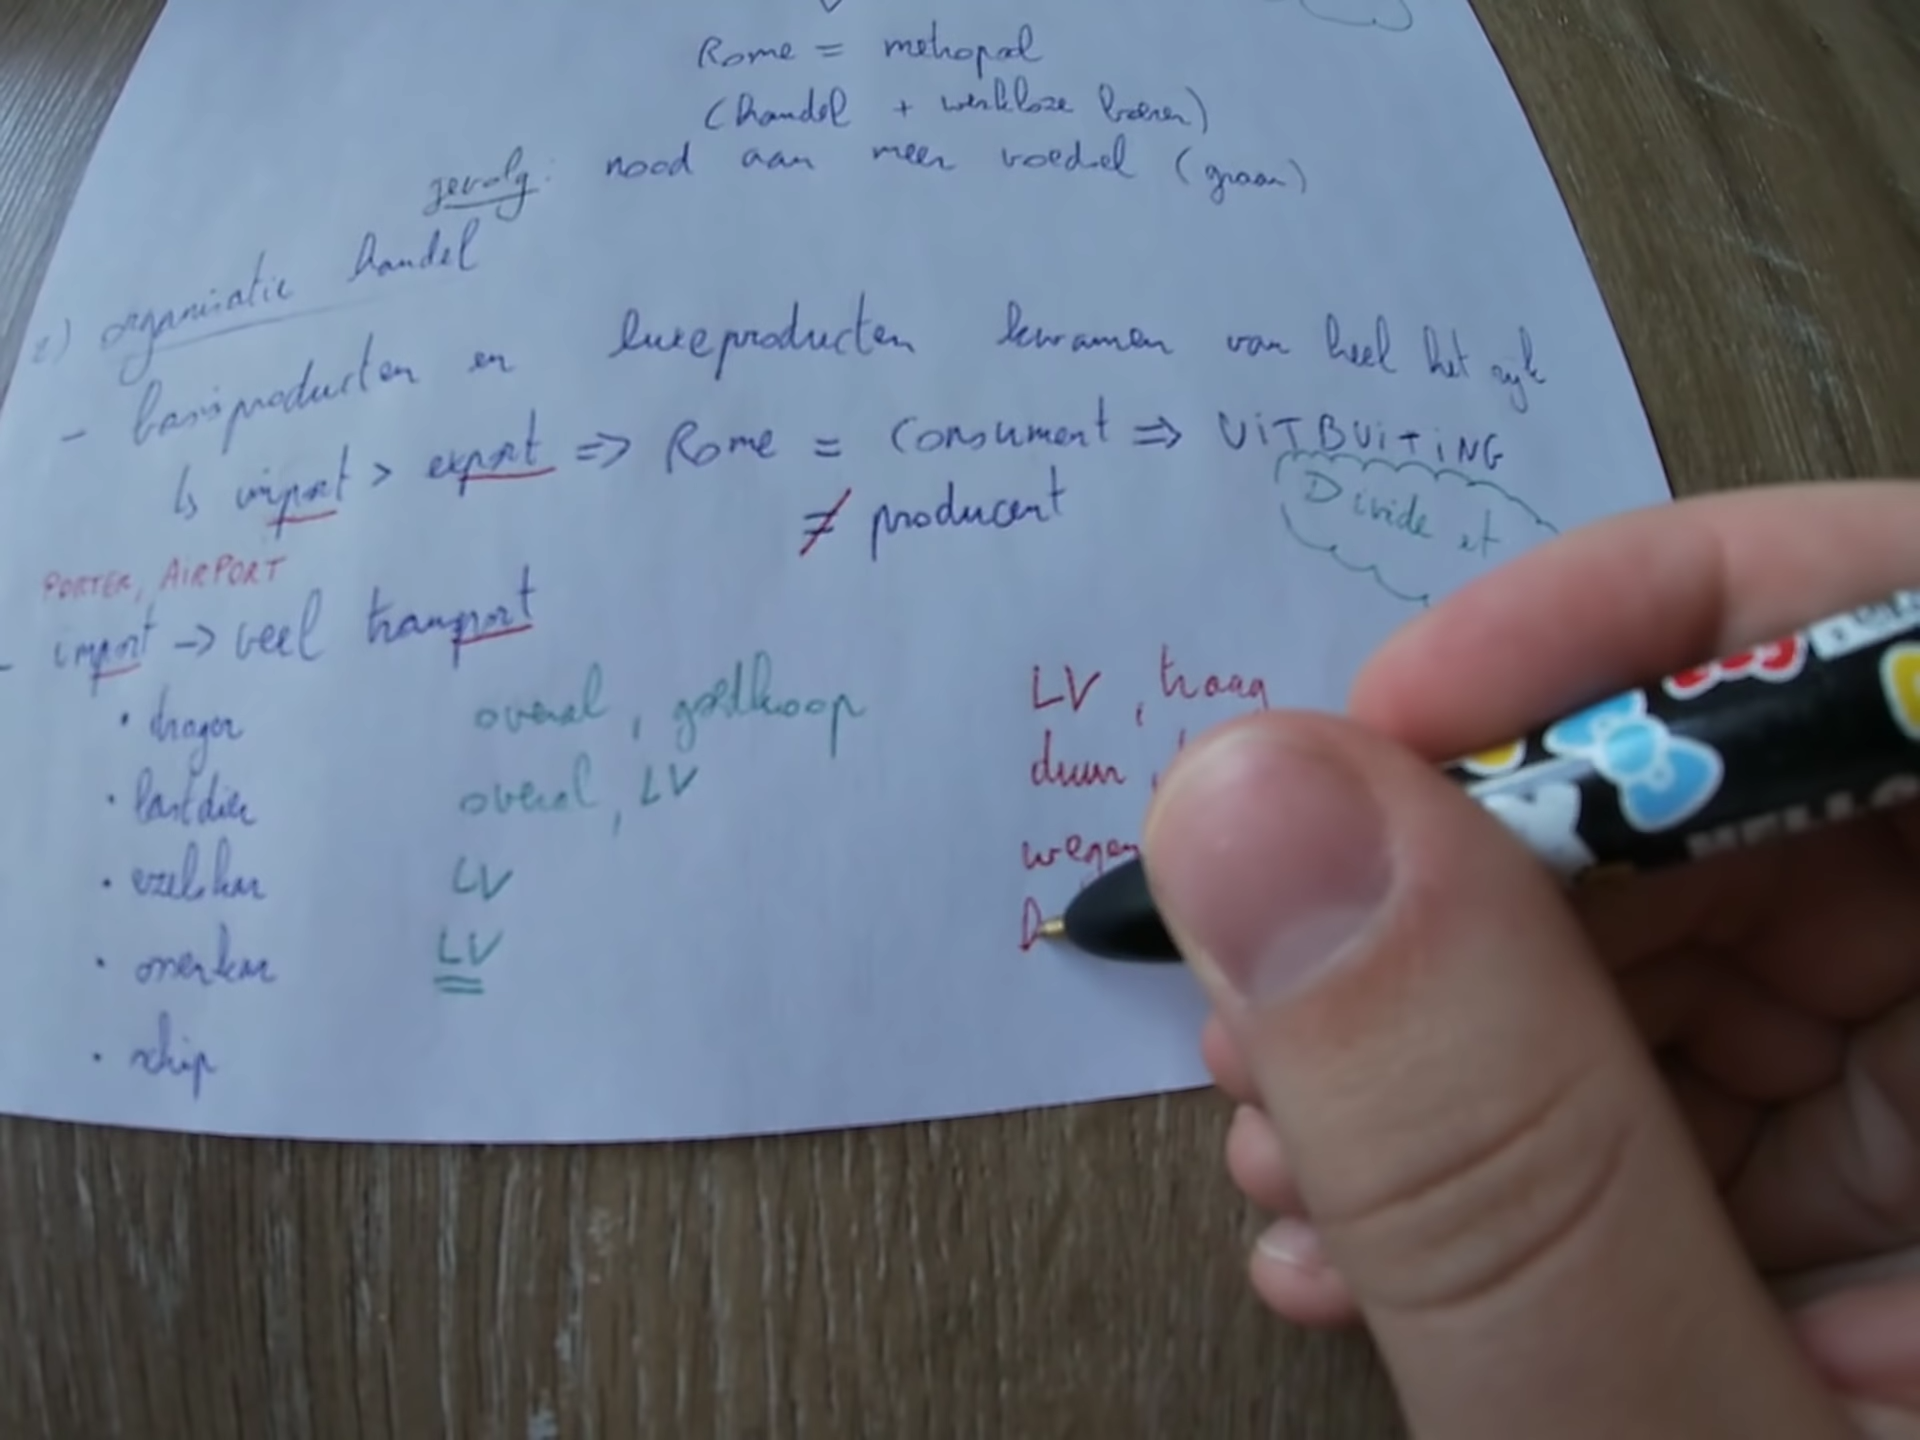 Rome = metropool
(handel + werkloze boeren)
gevolg: nood aan meer voedsel (graan)
2) organisatie handel
- basisproducten en luxeproducten kwamen van heel het rijk
↳ import > export => Rome = consument => UiTBUiTiNG
≠ producent
Divide et
PORTER, AiRPORT
- import -> veel transport
• drager overal, goedkoop LV, traag
• lastdier overal, LV duur,
• ezelskar LV wegen
• ossenkar LV D
• schip
HELLO